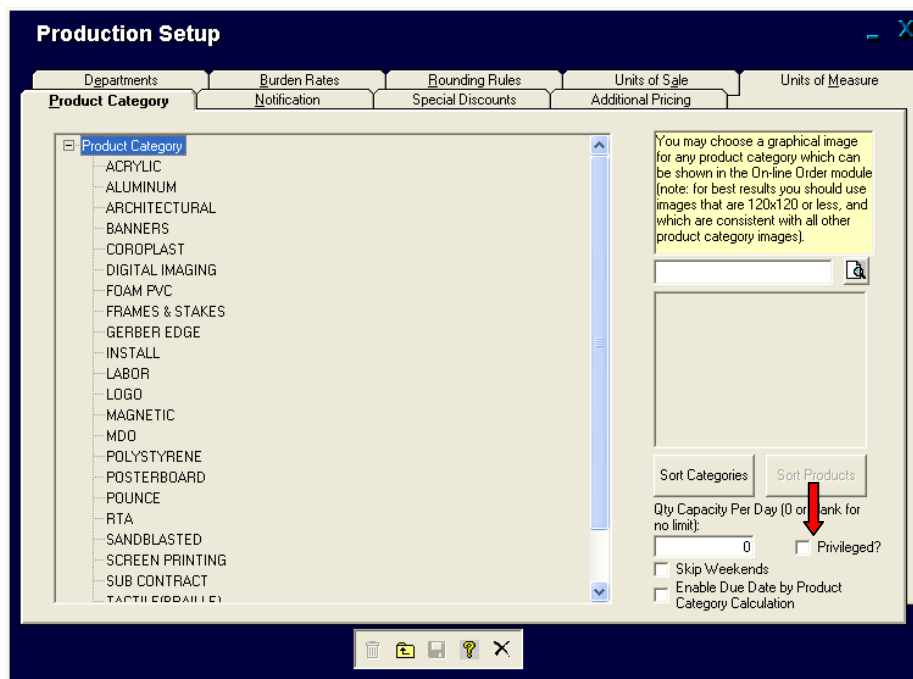 Production Setup
Departments
Burden Rates
Rounding Rules
Units of Sale
Units of Measure
Product Category
Notification
Special Discounts
Additional Pricing
Product Category
ACRYLIC
ALUMINUM
ARCHITECTURAL
BANNERS
COROPLAST
DIGITAL IMAGING
FOAM PVC
FRAMES & STAKES
GERBER EDGE
INSTALL
LABOR
LOGO
MAGNETIC
MDO
POLYSTYRENE
POSTERBOARD
POUNCE
RTA
SANDBLASTED
SCREEN PRINTING
SUB CONTRACT
TACTILE(BRAILLE)
You may choose a graphical image
for any product category which can
be shown in the On-line Order module
(note: for best results you should use
images that are 120x120 or less, and
which are consistent with all other
product category images).
Sort Categories
Sort Products
Qty Capacity Per Day (0 or blank for
no limit):
0
Privileged?
Skip Weekends
Enable Due Date by Product
Category Calculation